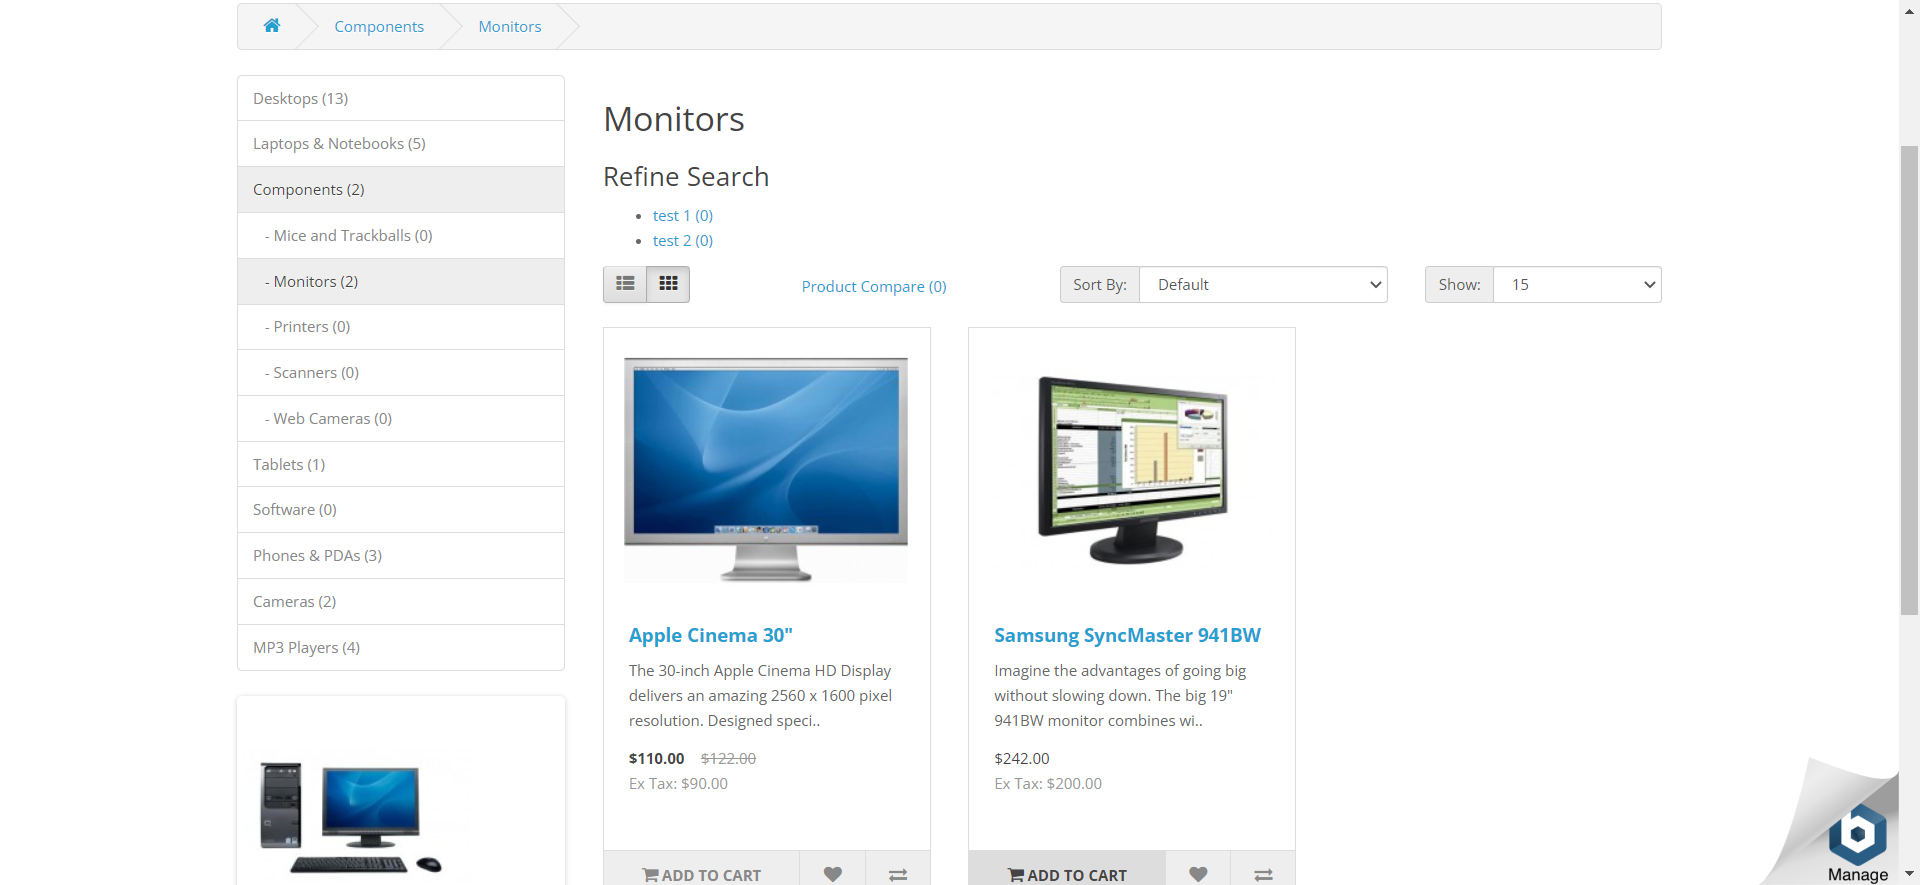 Components
Monitors
Desktops (13)
Laptops & Notebooks (5)
Components (2)
- Mice and Trackballs (0)
- Monitors (2)
- Printers (0)
- Scanners (0)
- Web Cameras (0)
Tablets (1)
Software (0)
Phones & PDAs (3)
Cameras (2)
MP3 Players (4)
Monitors
Refine Search
test 1 (0)
test 2 (0)
Product Compare (0)
Sort By:
Default
Show:
15
Apple Cinema 30"
The 30-inch Apple Cinema HD Display
delivers an amazing 2560 x 1600 pixel
resolution. Designed speci..
$110.00 $122.00
Ex Tax: $90.00
ADD TO CART
Samsung SyncMaster 941BW
Imagine the advantages of going big
without slowing down. The big 19"
941BW monitor combines wi..
$242.00
Ex Tax: $200.00
ADD TO CART
Manage